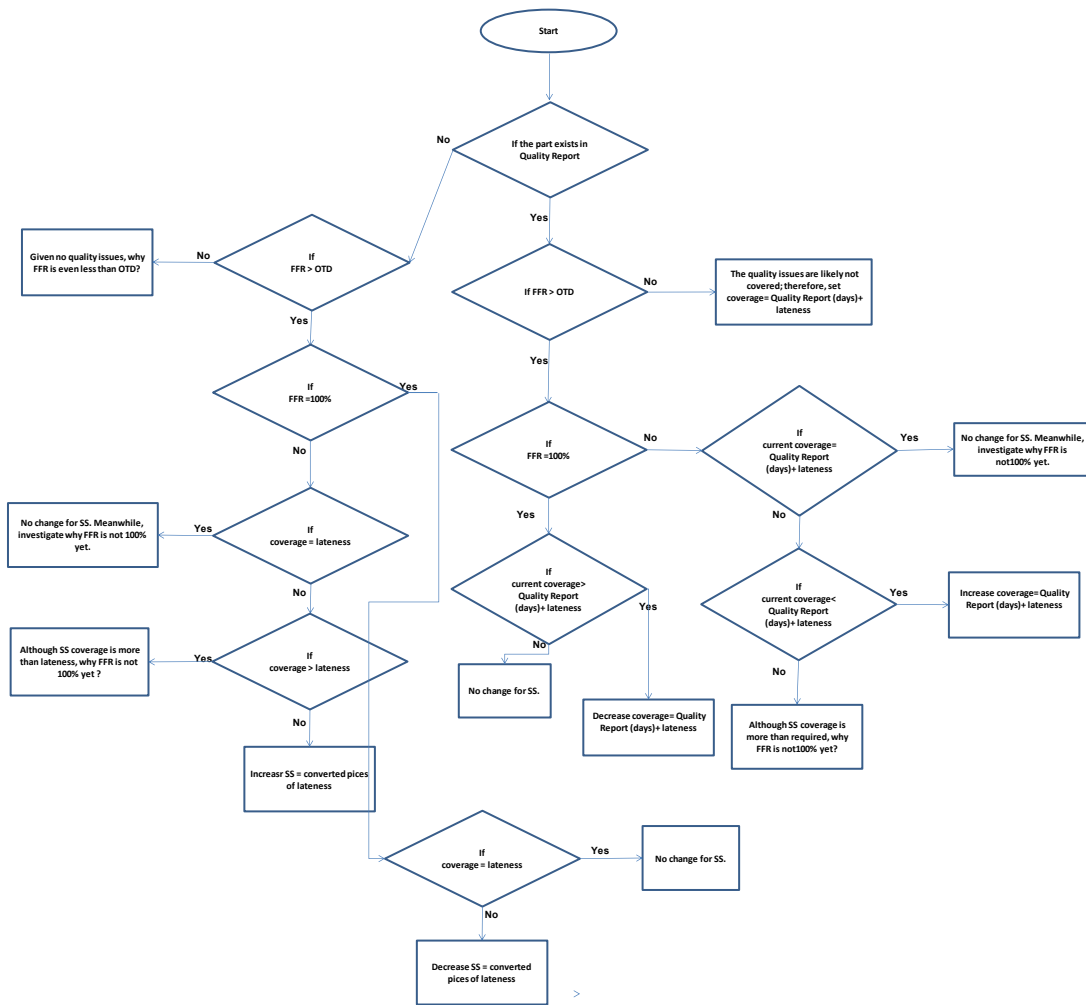 Start
No
If the part exists in
Quality Report
Yes
Given no quality issues, why
FFR is even less than OTD?
No
If
FFR > OTD
If FFR > OTD
No
The quality issues are likely not
covered; therefore, set
coverage= Quality Report (days)+
lateness
Yes
Yes
If
FFR =100%
Yes
If
FFR =100%
No
If
current coverage=
Quality Report
(days)+ lateness
Yes
No change for SS. Meanwhile,
investigate why FFR is
not100% yet.
No
Yes
No
No change for SS. Meanwhile,
investigate why FFR is not 100%
yet.
Yes
If
coverage = lateness
If
current coverage>
Quality Report
(days)+ lateness
Yes
If
current coverage<
Quality Report
(days)+ lateness
Yes
Increase coverage= Quality
Report (days)+ lateness
No
No
No
Although SS coverage is more
than lateness, why FFR is not
100% yet ?
Yes
If
coverage > lateness
No change for SS.
Decrease coverage= Quality
Report (days)+ lateness
Although SS coverage is
more than required, why
FFR is not100% yet?
No
Increasr SS = converted pices
of lateness
If
coverage = lateness
Yes
No change for SS.
No
Decrease SS = converted
pices of lateness